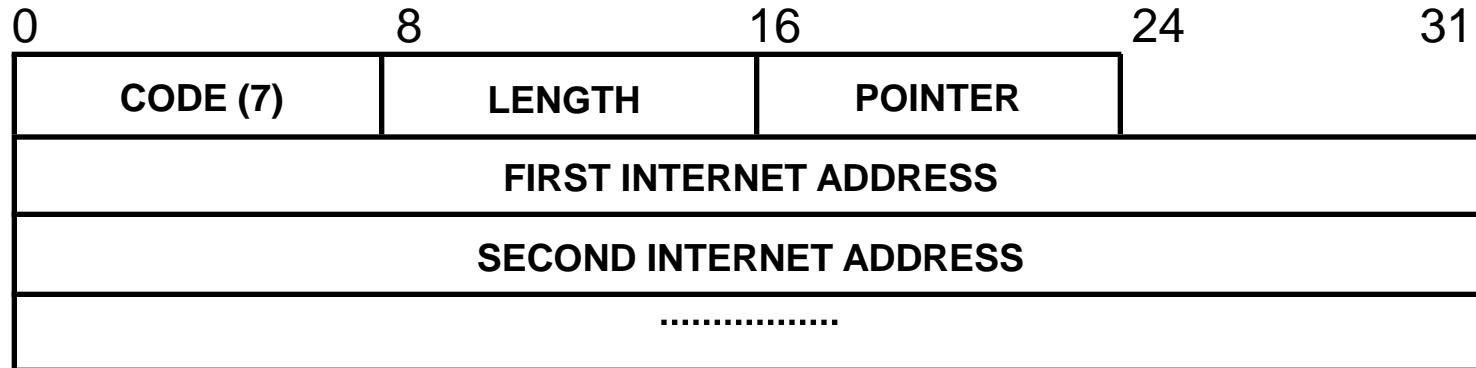 0 8 16 24 31
CODE (7) LENGTH POINTER
FIRST INTERNET ADDRESS
SECOND INTERNET ADDRESS
.................